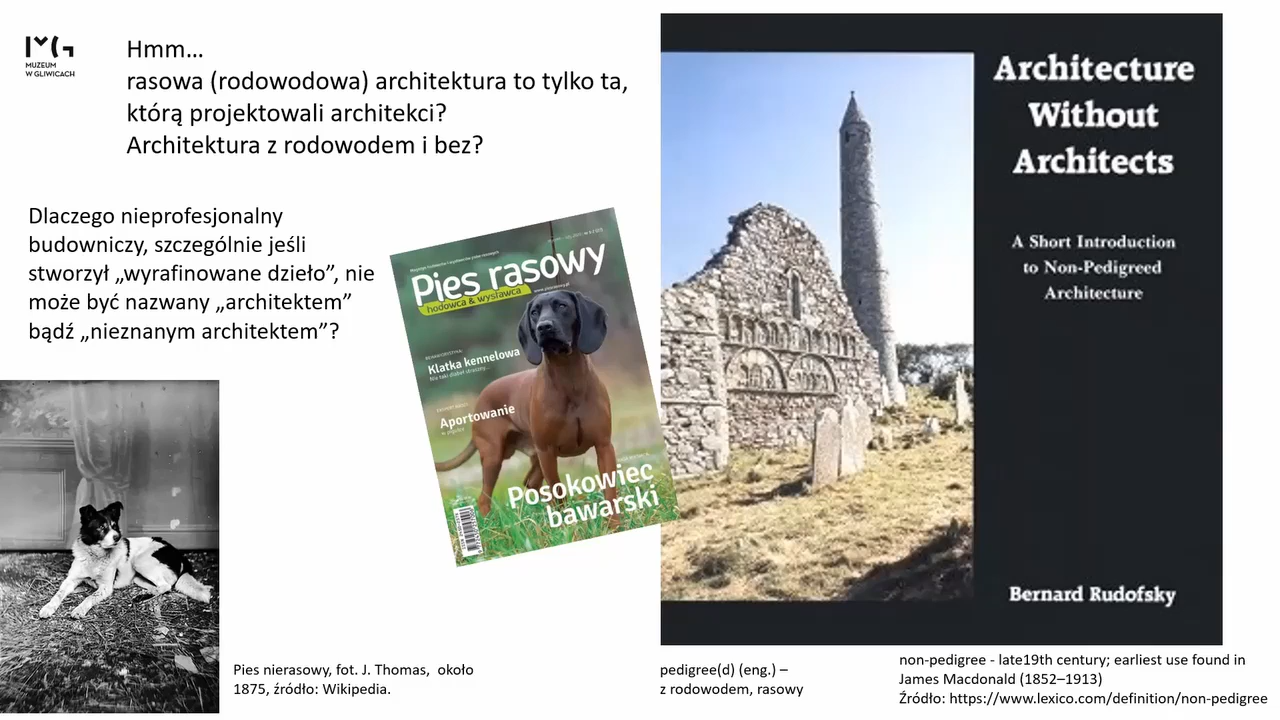 MUZEUM
W GLIWICACH
Hmm…
rasowa (rodowodowa) architektura to tylko ta,
którą projektowali architekci?
Architektura z rodowodem i bez?
Dlaczego nieprofesjonalny
budowniczy, szczególnie jeśli
stworzył „wyrafinowane dzieło”, nie
może być nazwany „architektem”
bądź „nieznanym architektem”?
Pies rasowy
hodowca & wystawca
Klatka kennelowa
Aportowanie
Posokowiec
bawarski
Architecture
Without
Architects
A Short Introduction
to Non-Pedigreed
Architecture
Bernard Rudofsky
Pies nierasowy, fot. J. Thomas, około
1875, źródło: Wikipedia.
pedigree(d) (eng.) –
z rodowodem, rasowy
non-pedigree - late19th century; earliest use found in
James Macdonald (1852–1913)
Źródło: https://www.lexico.com/definition/non-pedigree